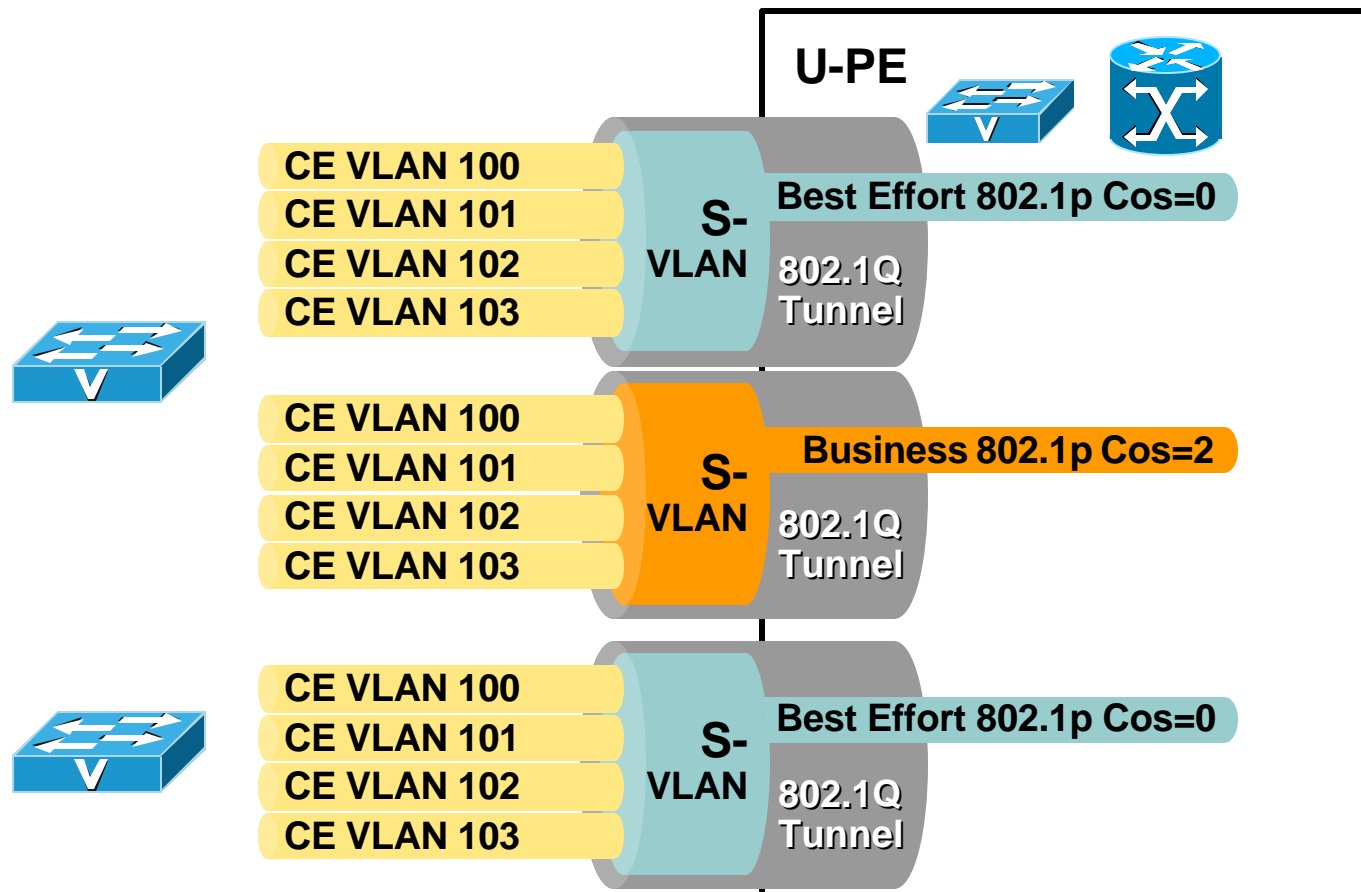 U-PE
V
CE VLAN 100
CE VLAN 101
CE VLAN 102
CE VLAN 103
S-
VLAN
Best Effort 802.1p Cos=0
802.1Q
Tunnel
V
CE VLAN 100
CE VLAN 101
CE VLAN 102
CE VLAN 103
S-
VLAN
Business 802.1p Cos=2
802.1Q
Tunnel
V
CE VLAN 100
CE VLAN 101
CE VLAN 102
CE VLAN 103
S-
VLAN
Best Effort 802.1p Cos=0
802.1Q
Tunnel